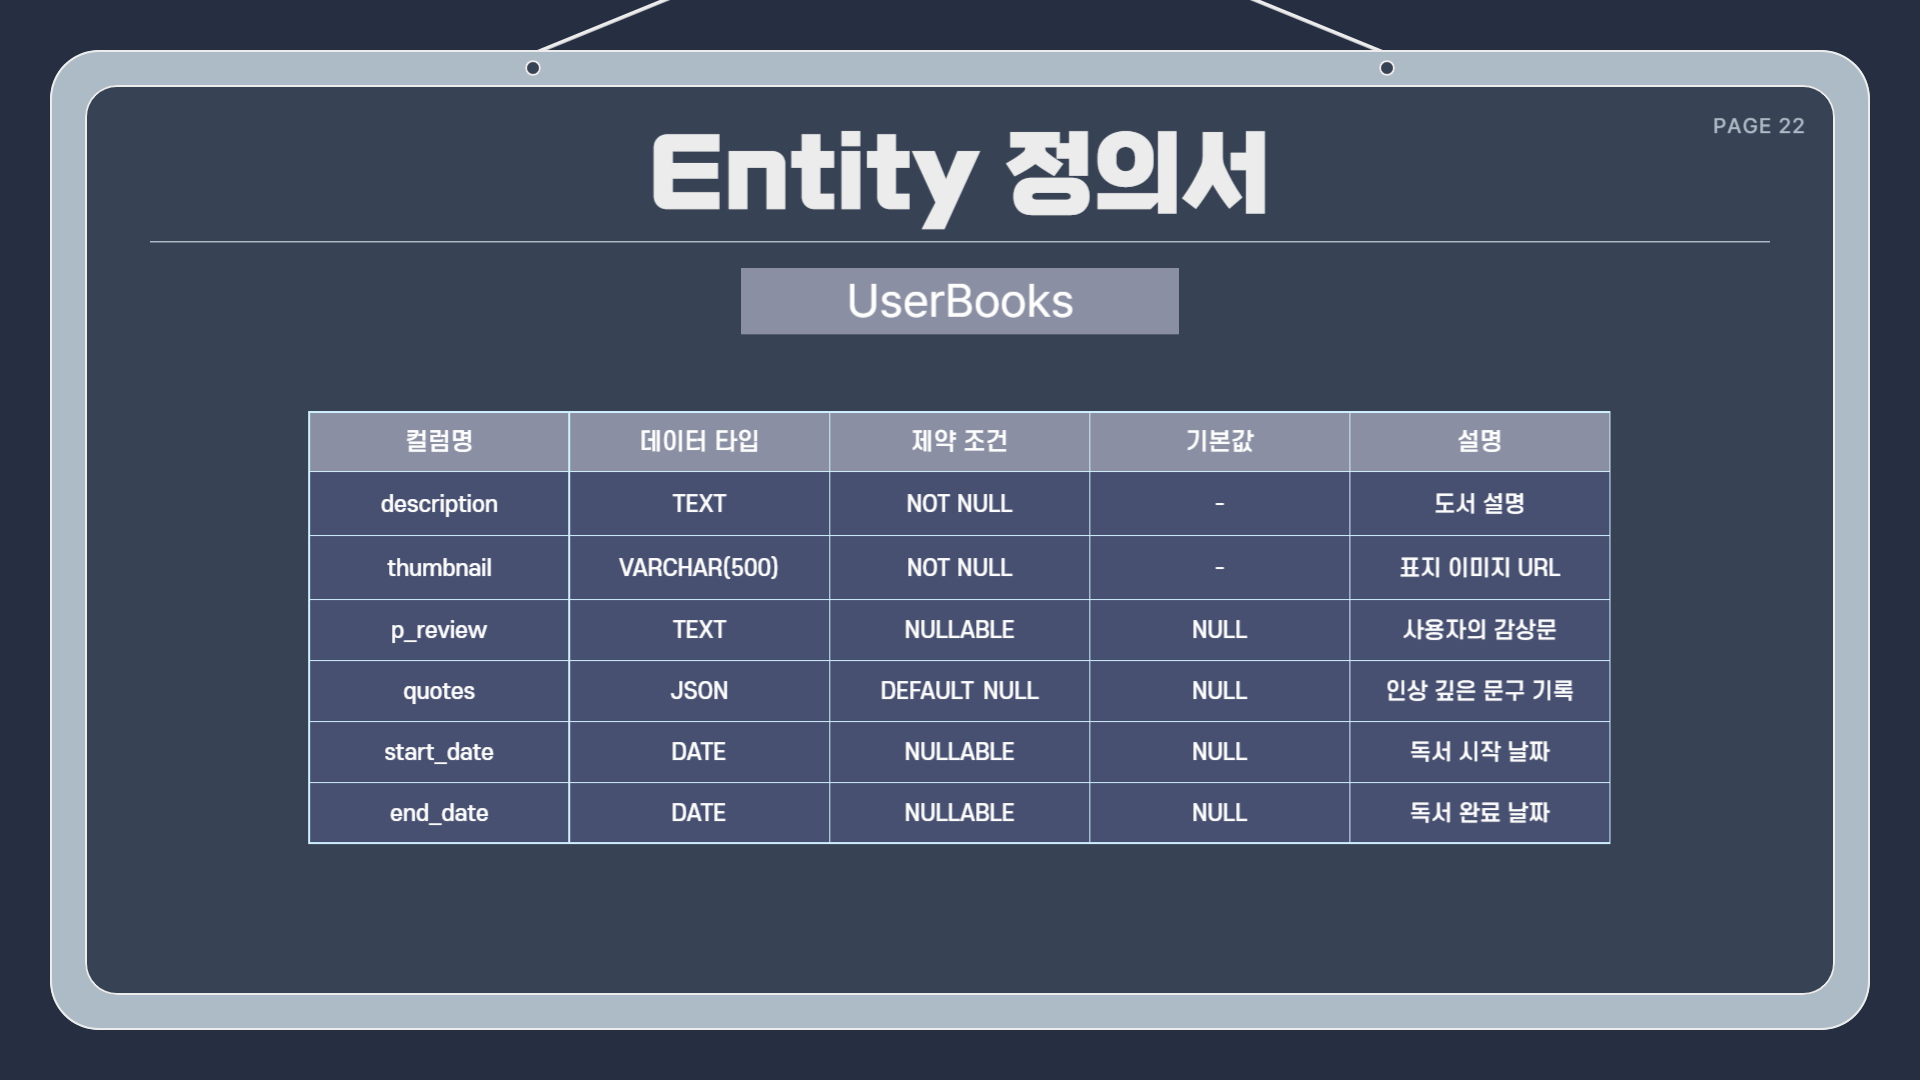 PAGE 22
Entity 정의서
UserBooks
컬럼명 데이터 타입 제약 조건 기본값 설명
description TEXT NOT NULL - 도서 설명
thumbnail VARCHAR(500) NOT NULL - 표지 이미지 URL
p_review TEXT NULLABLE NULL 사용자의 감상문
quotes JSON DEFAULT NULL NULL 인상 깊은 문구 기록
start_date DATE NULLABLE NULL 독서 시작 날짜
end_date DATE NULLABLE NULL 독서 완료 날짜